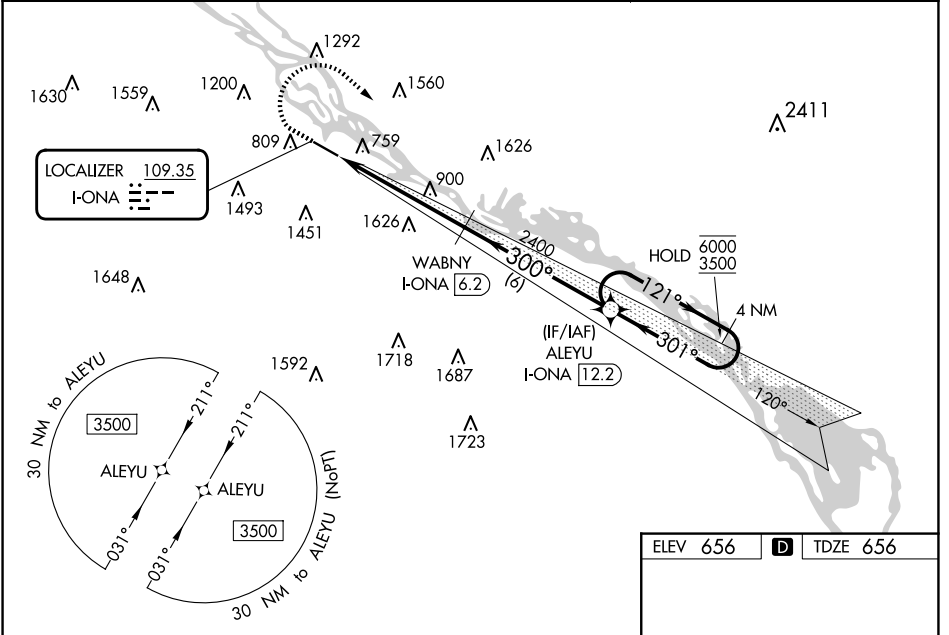 1292
1630
1559
1200
1560
2411
809
759
1626
LOCALIZER 109.35
I-ONA
1493
900
1451
1626
2400
300°
(6)
WABNY
I-ONA 6.2
HOLD 6000
3500
121°
4 NM
1648
(IF/IAF)
ALEYU
I-ONA 12.2
301°
1718
1687
1592
1723
120°
30 NM to ALEYU
3500
211°
ALEYU
031°
211°
ALEYU
3500
031°
30 NM to ALEYU (NoPT)
ELEV 656 D TDZE 656